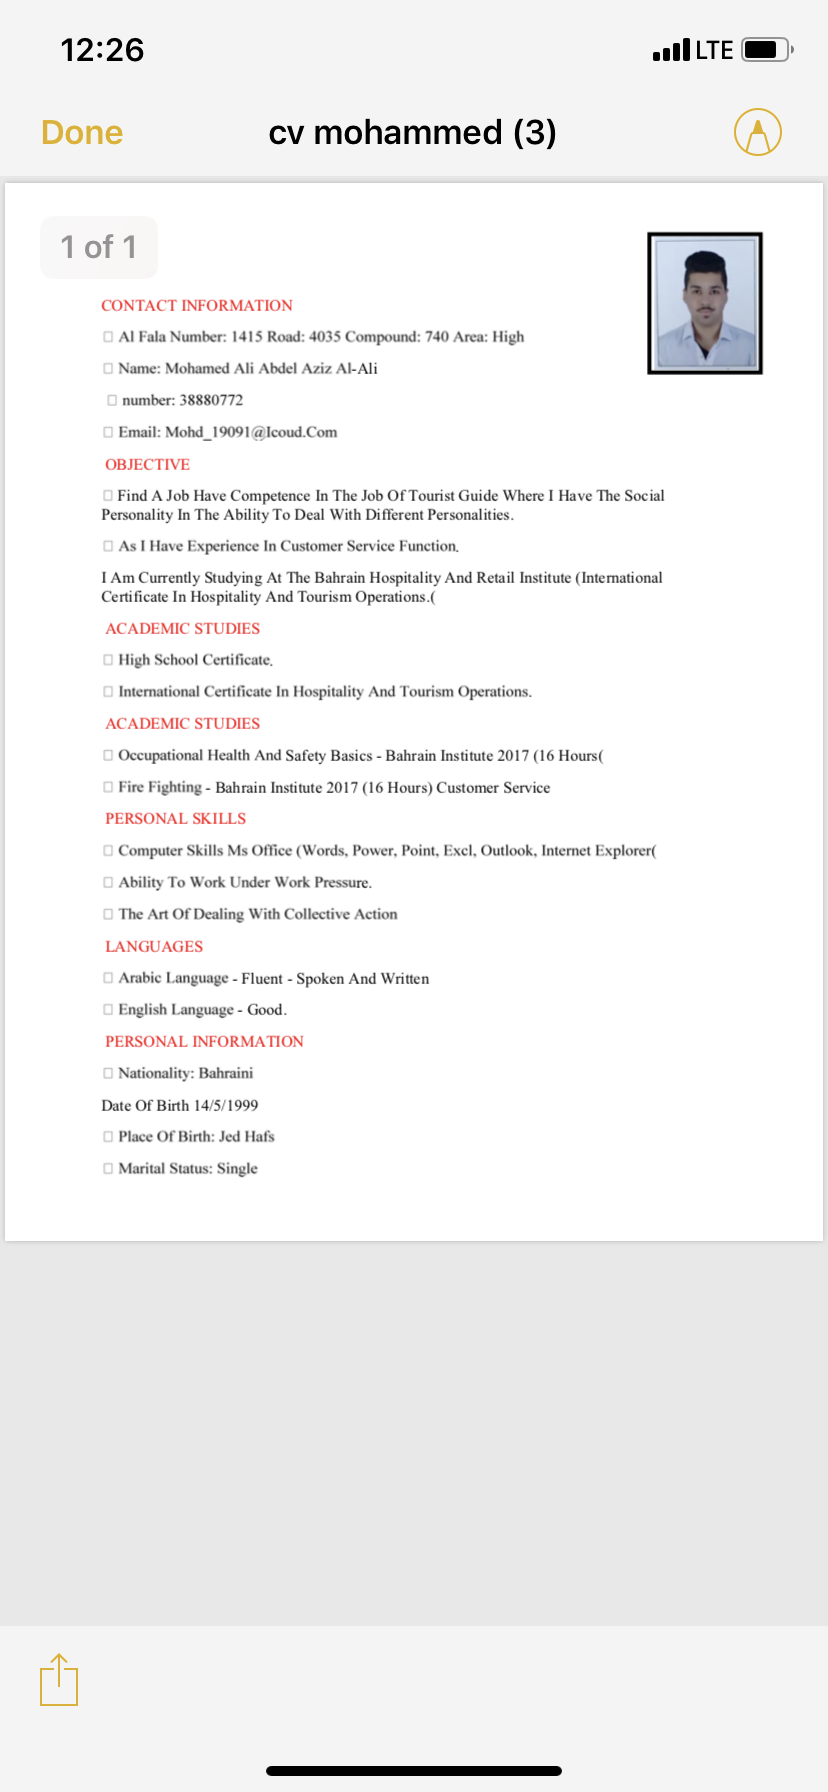 12:26
LTE
Done
cv mohammed (3)
1 of 1
CONTACT INFORMATION
Al Fala Number: 1415 Road: 4035 Compound: 740 Area: High
Name: Mohamed Ali Abdel Aziz Al-Ali
number: 38880772
Email: Mohd_19091@Icoud.Com
OBJECTIVE
Find A Job Have Competence In The Job Of Tourist Guide Where I Have The Social
Personality In The Ability To Deal With Different Personalities.
As I Have Experience In Customer Service Function.
I Am Currently Studying At The Bahrain Hospitality And Retail Institute (International
Certificate In Hospitality And Tourism Operations.(
ACADEMIC STUDIES
High School Certificate.
International Certificate In Hospitality And Tourism Operations.
ACADEMIC STUDIES
Occupational Health And Safety Basics - Bahrain Institute 2017 (16 Hours(
Fire Fighting - Bahrain Institute 2017 (16 Hours) Customer Service
PERSONAL SKILLS
Computer Skills Ms Office (Words, Power, Point, Excl, Outlook, Internet Explorer(
Ability To Work Under Work Pressure.
The Art Of Dealing With Collective Action
LANGUAGES
Arabic Language - Fluent - Spoken And Written
English Language - Good.
PERSONAL INFORMATION
Nationality: Bahraini
Date Of Birth 14/5/1999
Place Of Birth: Jed Hafs
Marital Status: Single